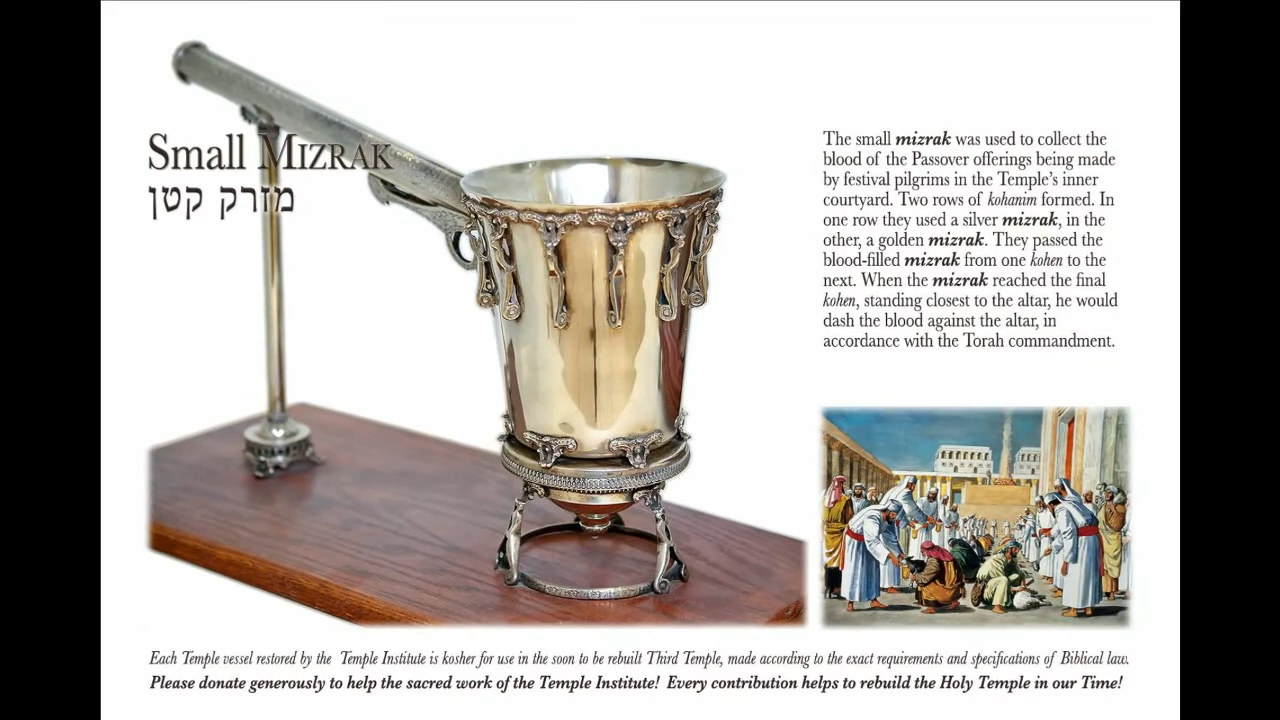 Small MIZRAK
מזרק קטן
The small mizrak was used to collect the
blood of the Passover offerings being made
by festival pilgrims in the Temple's inner
courtyard. Two rows of kohanim formed. In
one row they used a silver mizrak, in the
other, a golden mizrak. They passed the
blood-filled mizrak from one kohen to the
next. When the mizrak reached the final
kohen, standing closest to the altar, he would
dash the blood against the altar, in
accordance with the Torah commandment.
Each Temple vessel restored by the Temple Institute is kosher for use in the soon to be rebuilt Third Temple, made according to the exact requirements and specifications of Biblical law.
Please donate generously to help the sacred work of the Temple Institute! Every contribution helps to rebuild the Holy Temple in our Time!